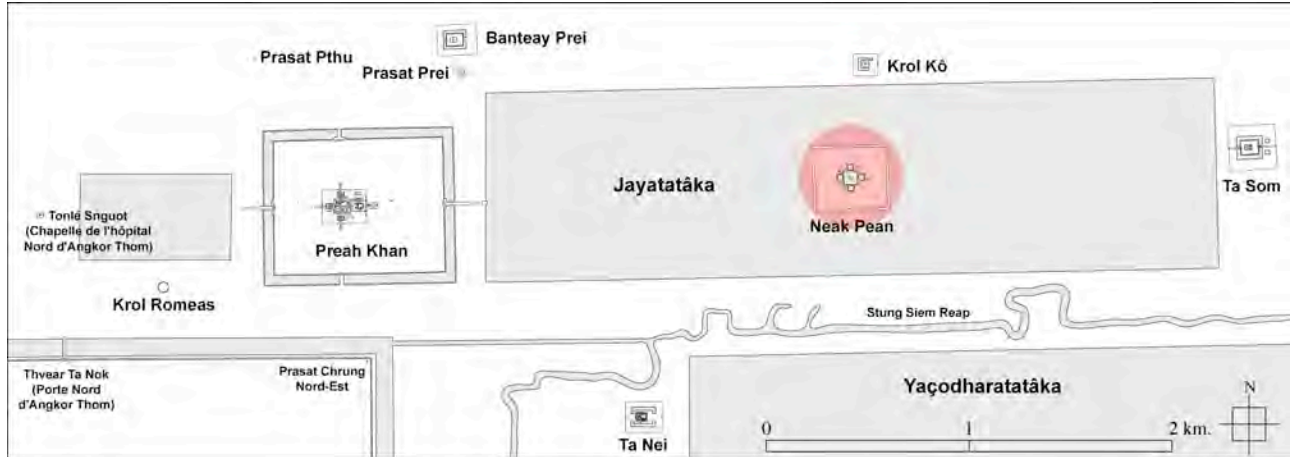 Banteay Prei
Prasat Pthu
Prasat Prei
Krol Kô
Jayatatâka
Neak Pean
Ta Som
Tonlé Snguot
(Chapelle de l'hôpital
Nord d'Angkor Thom)
Preah Khan
Krol Romeas
Stung Siem Reap
Thvear Ta Nok
(Porte Nord
d'Angkor Thom)
Prasat Chrung
Nord-Est
Yaçodharatatâka
Ta Nei
N
0 1 2 km.